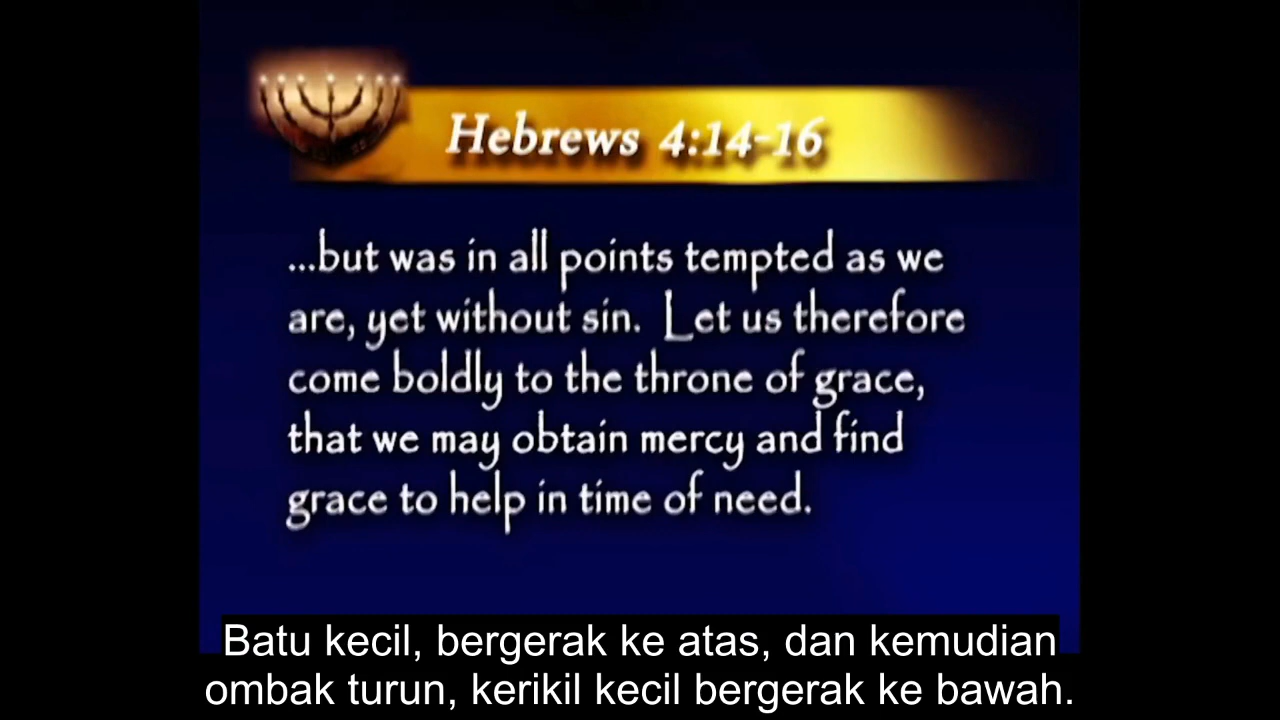 Hebrews 4:14-16
...but was in all points tempted as we
are, yet without sin. Let us therefore
come boldly to the throne of grace,
that we may obtain mercy and find
grace to help in time of need.
Batu kecil, bergerak ke atas, dan kemudian
ombak turun, kerikil kecil bergerak ke bawah.